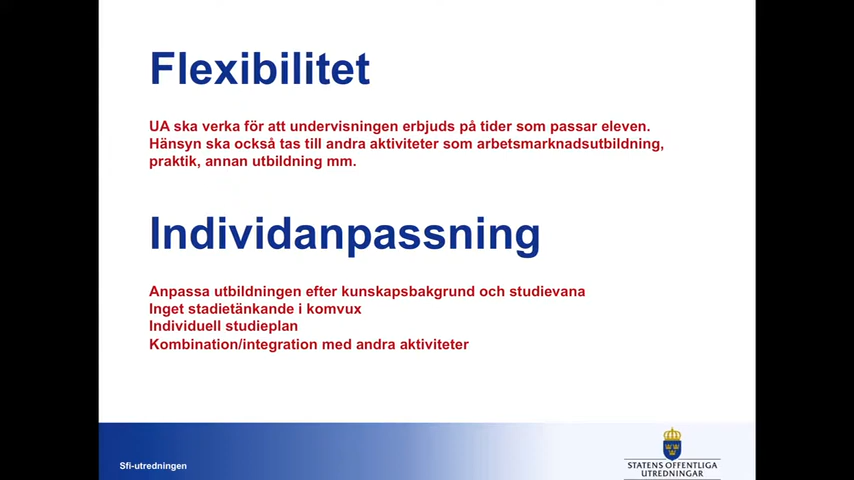 Flexibilitet
UA ska verka för att undervisningen erbjuds på tider som passar eleven.
Hänsyn ska också tas till andra aktiviteter som arbetsmarknadsutbildning,
praktik, annan utbildning mm.
Individanpassning
Anpassa utbildningen efter kunskapsbakgrund och studievana
Inget stadietänkande i komvux
Individuell studieplan
Kombination/integration med andra aktiviteter
Sfi-utredningen
STATENS OFFENTLIGA
UTREDNINGAR